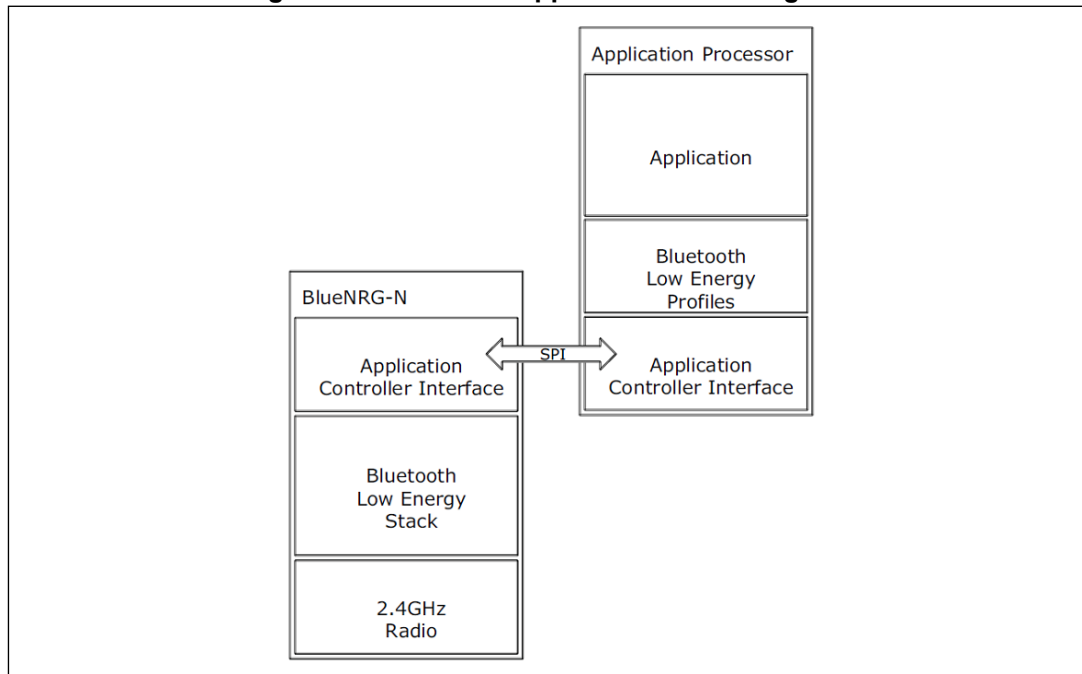 Application Processor
Application
Bluetooth
Low Energy
Profiles
BlueNRG-N
Application
Controller Interface
SPI
Application
Controller Interface
Bluetooth
Low Energy
Stack
2.4GHz
Radio